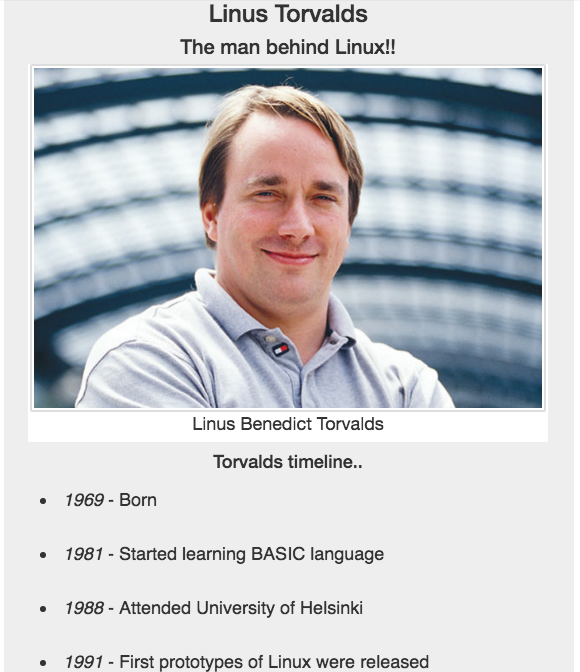 Linus Torvalds
The man behind Linux!!
Linus Benedict Torvalds
Torvalds timeline..
1969 - Born
1981 - Started learning BASIC language
1988 - Attended University of Helsinki
1991 - First prototypes of Linux were released